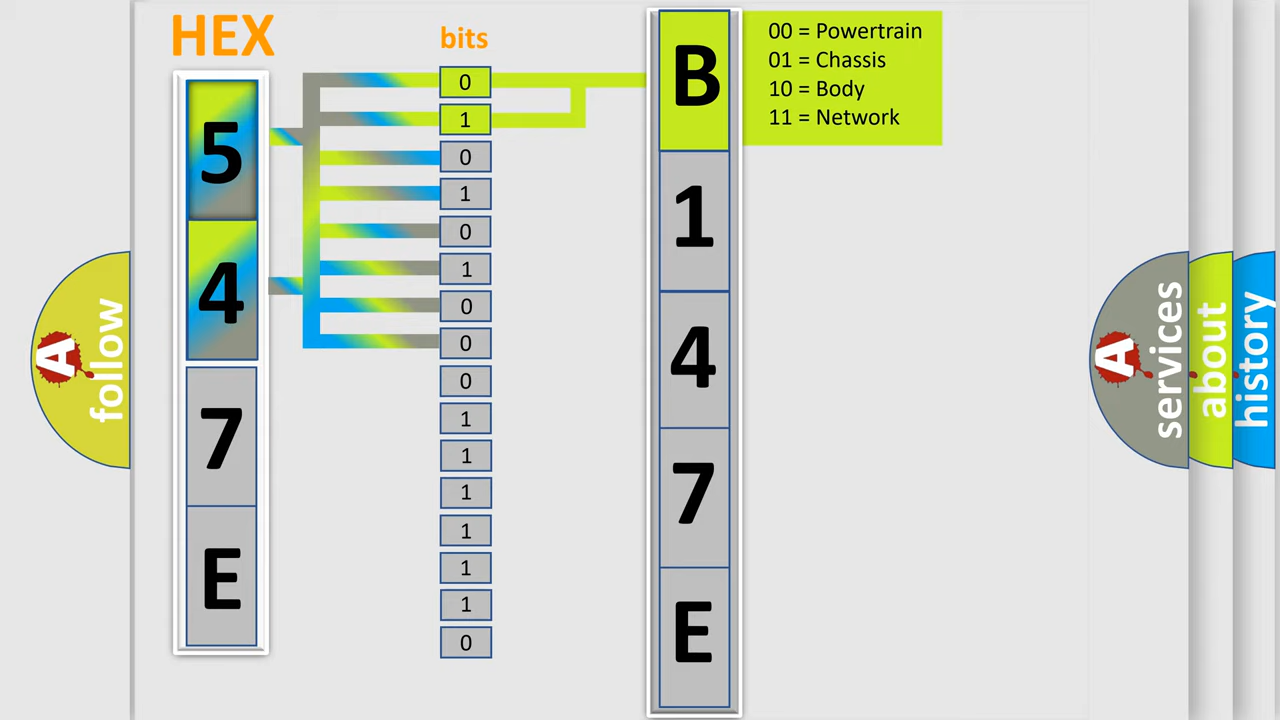 HEX
bits
5
4
7
E
0
1
0
1
0
1
0
0
0
1
1
1
1
1
1
0
B
1
4
7
E
00 = Powertrain
01 = Chassis
10 = Body
11 = Network
A
follow
A
services
about
history